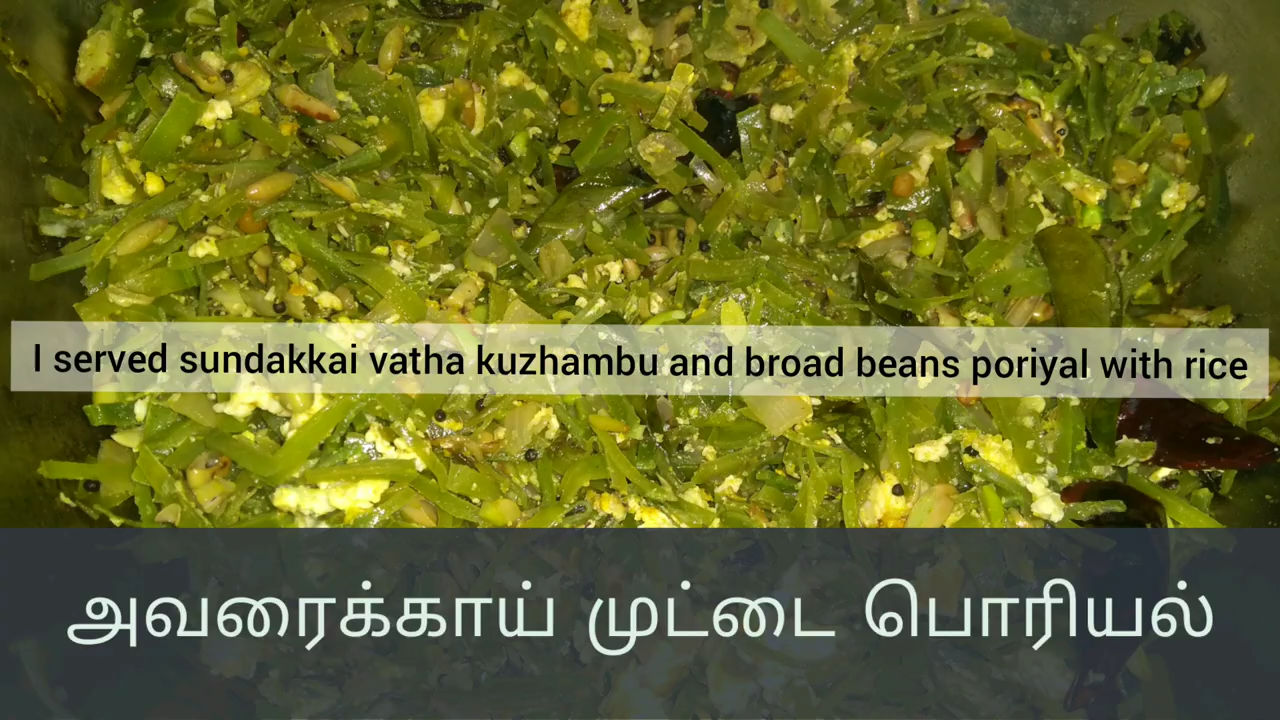 I served sundakkai vatha kuzhambu and broad beans poriyal with rice
அவரைக்காய் முட்டை பொரியல்